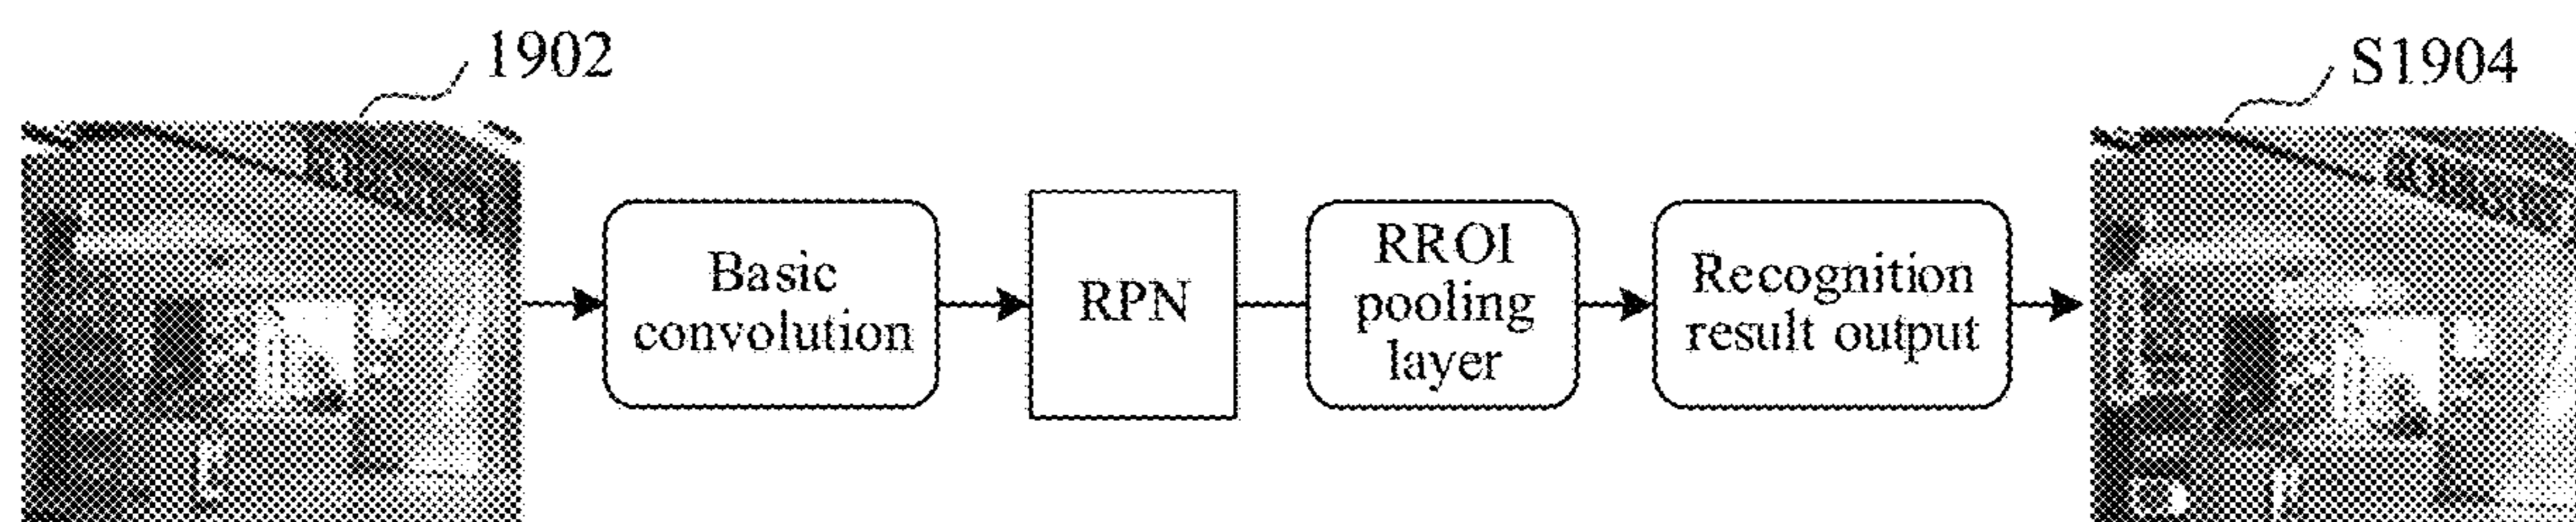 1902
S1904
Basic
convolution
RPN
RROI
pooling
layer
Recognition
result output